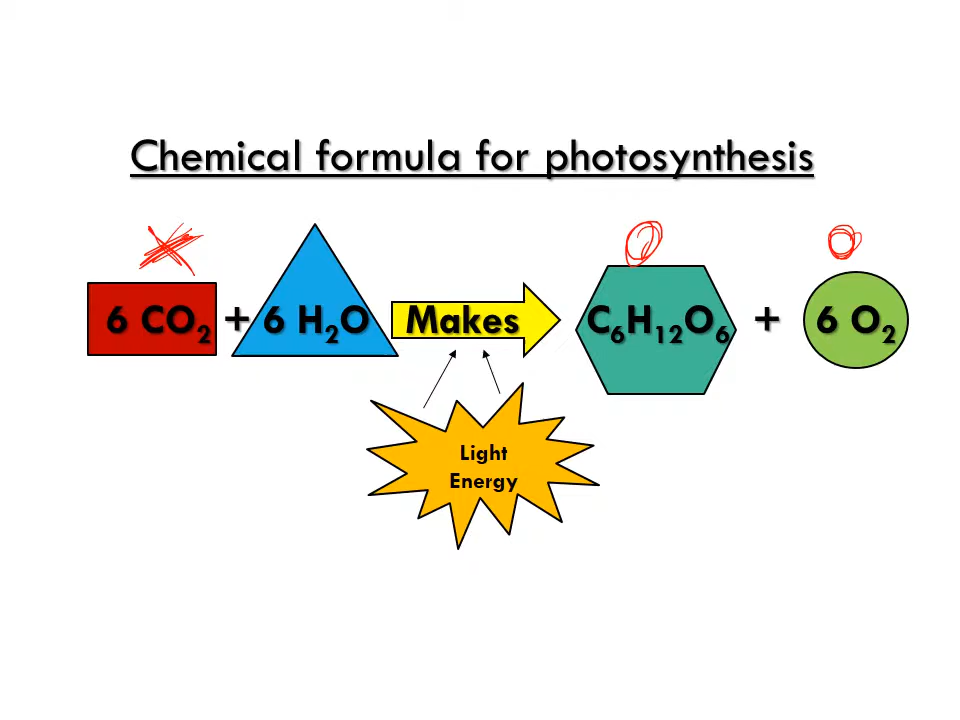 Chemical formula for photosynthesis
6 CO₂ + 6 H₂O Makes C₆H₁₂O₆ + 6 O₂
Light
Energy